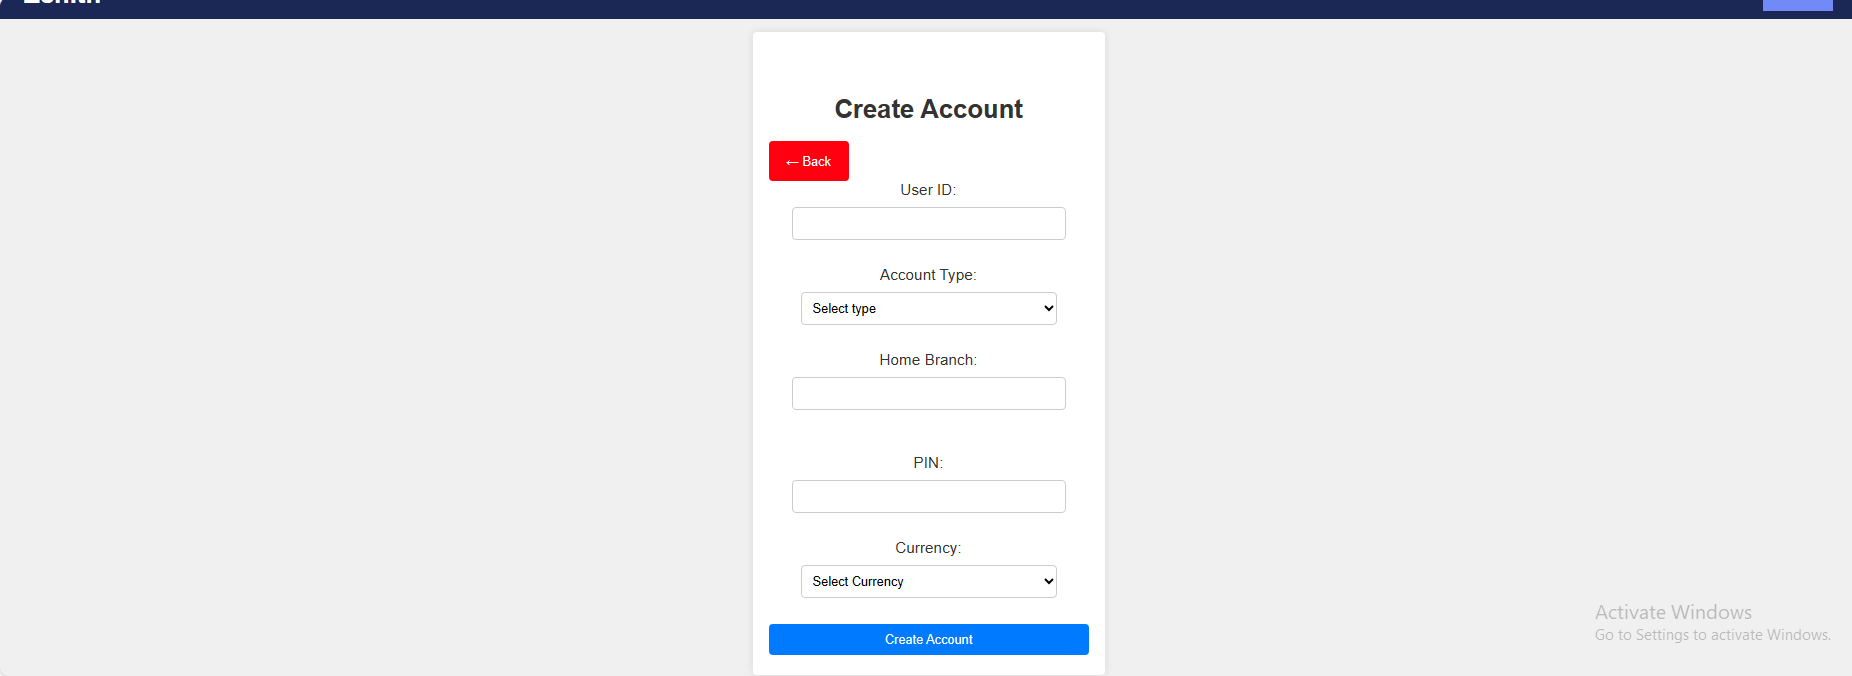 Create Account
← Back
User ID:
Account Type:
Select type
Home Branch:
PIN:
Currency:
Select Currency
Create Account
Activate Windows
Go to Settings to activate Windows.